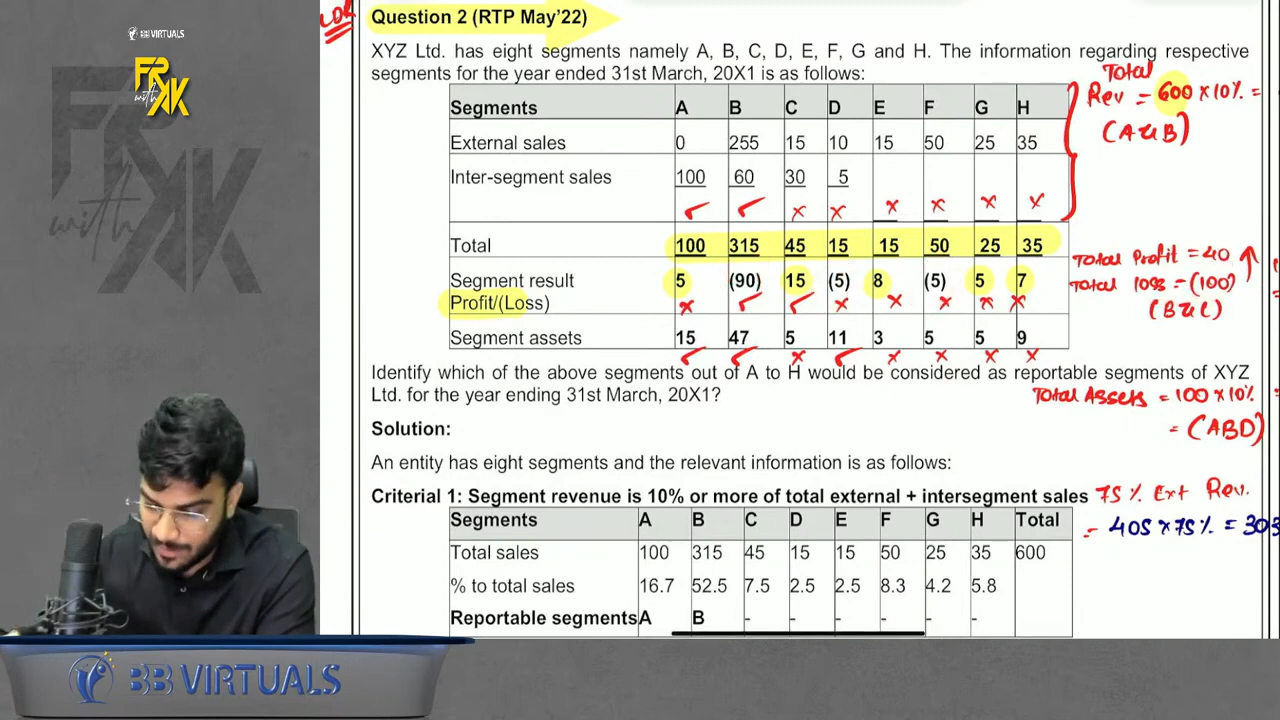 LDR
Question 2 (RTP May'22)
BB VIRTUALS
FR
with
AK
XYZ Ltd. has eight segments namely A, B, C, D, E, F, G and H. The information regarding respective
segments for the year ended 31st March, 20X1 is as follows:
Segments A B C D E F G H
External sales 0 255 15 10 15 50 25 35
Inter-segment sales 100 60 30 5
Total 100 315 45 15 15 50 25 35
Segment result 5 (90) 15 (5) 8 (5) 5 7
Profit/(Loss)
Segment assets 15 47 5 11 3 5 5 9
Total
Rev = 600 x 10% =
(A & B)
Total Profit = 40
Total loss = (100)
(B & C)
Identify which of the above segments out of A to H would be considered as reportable segments of XYZ
Ltd. for the year ending 31st March, 20X1?
Total Assets = 100 x 10%
= (ABD)
Solution:
An entity has eight segments and the relevant information is as follows:
Criterial 1: Segment revenue is 10% or more of total external + intersegment sales
75% Ext Rev.
= 405 x 75% = 303
Segments A B C D E F G H Total
Total sales 100 315 45 15 15 50 25 35 600
% to total sales 16.7 52.5 7.5 2.5 2.5 8.3 4.2 5.8
Reportable segments A B - - - - - -
BB VIRTUALS